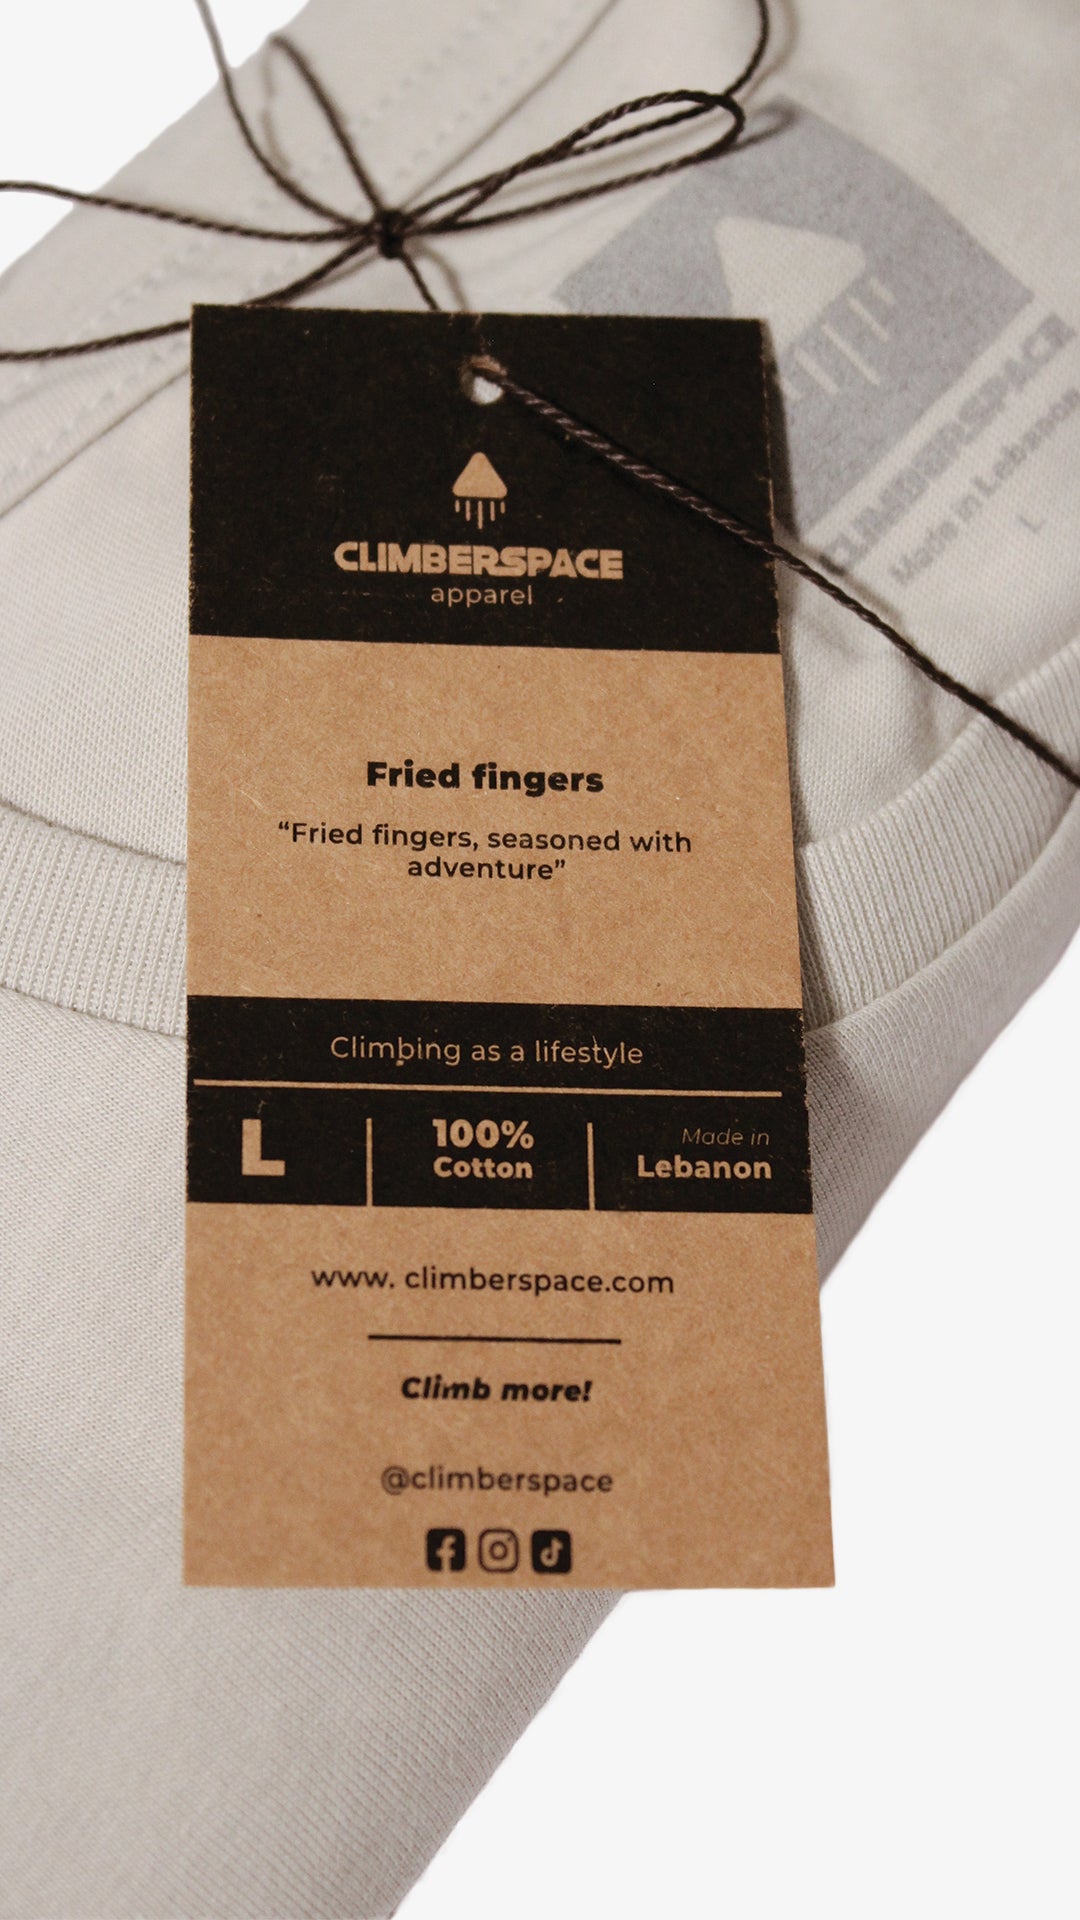 CLIMBERSPACE
apparel
Fried fingers
“Fried fingers, seasoned with
adventure”
Climbing as a lifestyle
L
100%
Cotton
Made in
Lebanon
www. climberspace.com
Climb more!
@climberspace
CLIMBERSPACE
Made in Lebanon
L